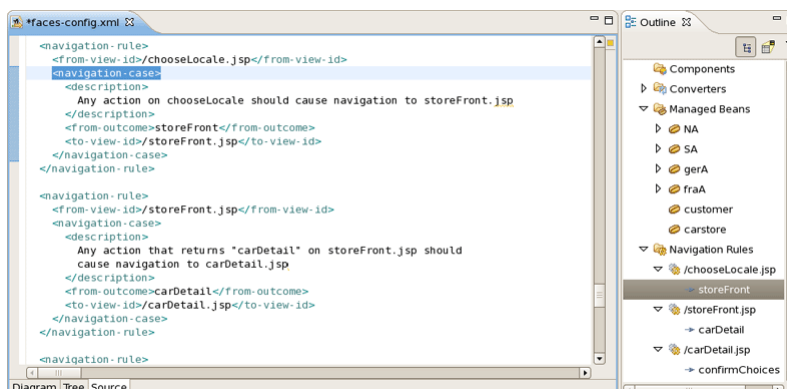 *faces-config.xml
<navigation-rule>
<from-view-id>/chooseLocale.jsp</from-view-id>
<navigation-case>
<description>
Any action on chooseLocale should cause navigation to storeFront.jsp
</description>
<from-outcome>storeFront</from-outcome>
<to-view-id>/storeFront.jsp</to-view-id>
</navigation-case>
</navigation-rule>
<navigation-rule>
<from-view-id>/storeFront.jsp</from-view-id>
<navigation-case>
<description>
Any action that returns "carDetail" on storeFront.jsp should
cause navigation to carDetail.jsp
</description>
<from-outcome>carDetail</from-outcome>
<to-view-id>/carDetail.jsp</to-view-id>
</navigation-case>
</navigation-rule>
<navigation-rule>
Diagram Tree Source
Outline
Components
Converters
Managed Beans
NA
SA
gerA
fraA
customer
carstore
Navigation Rules
/chooseLocale.jsp
storeFront
/storeFront.jsp
carDetail
/carDetail.jsp
confirmChoices